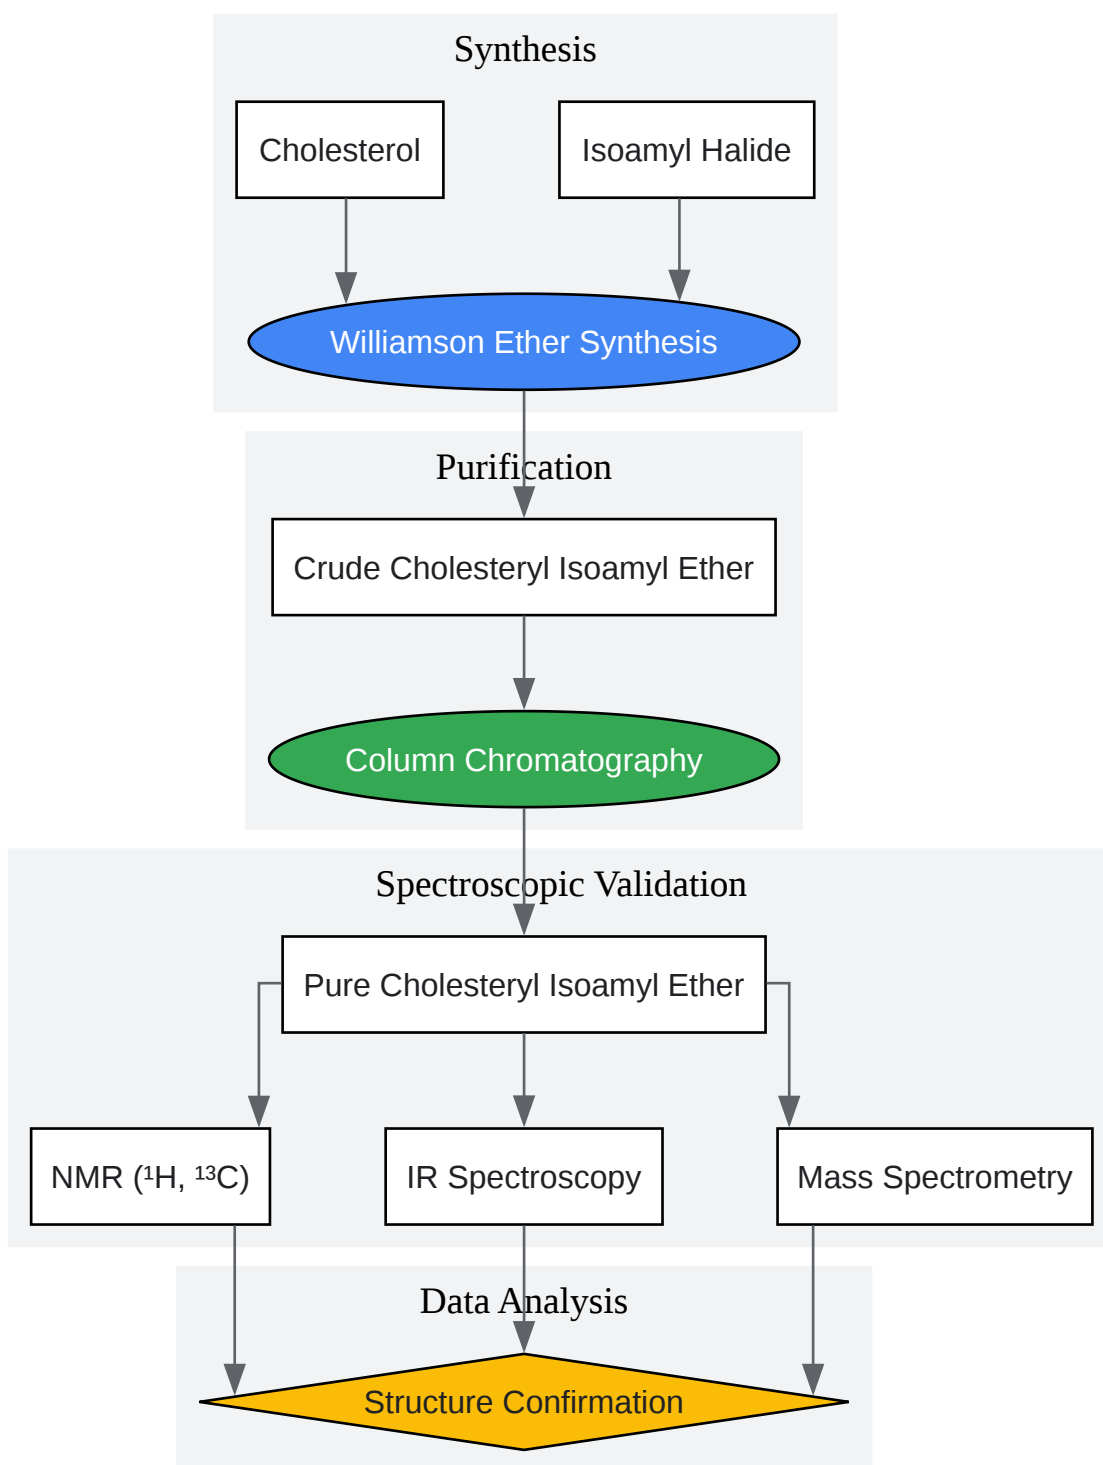 Synthesis
Cholesterol
Isoamyl Halide
Williamson Ether Synthesis
Purification
Crude Cholesteryl Isoamyl Ether
Column Chromatography
Spectroscopic Validation
Pure Cholesteryl Isoamyl Ether
NMR (¹H, ¹³C)
IR Spectroscopy
Mass Spectrometry
Data Analysis
Structure Confirmation